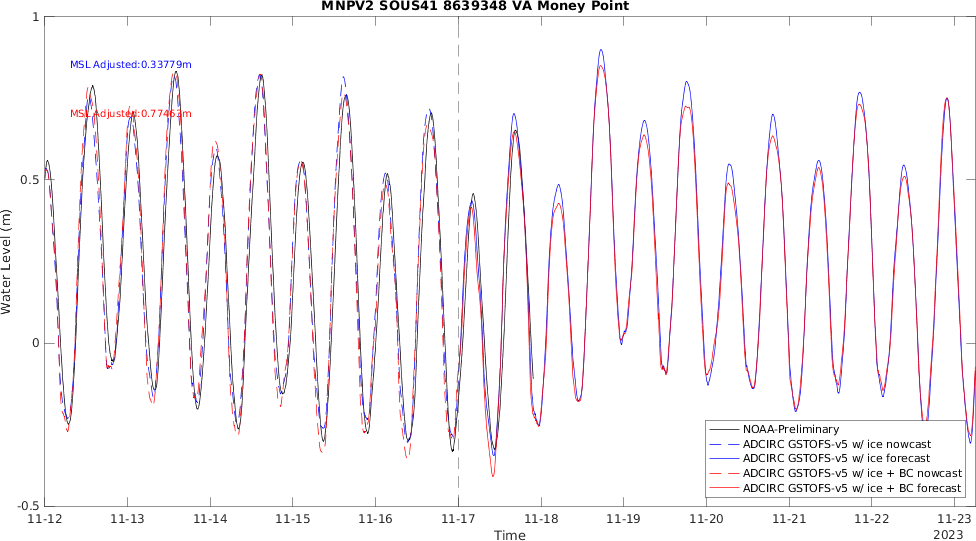 MNPV2 SOUS41 8639348 VA Money Point
Water Level (m)
1
0.5
0
-0.5
MSL Adjusted:0.33779m
MSL Adjusted:0.77462m
NOAA-Preliminary
ADCIRC GSTOFS-v5 w/ ice nowcast
ADCIRC GSTOFS-v5 w/ ice forecast
ADCIRC GSTOFS-v5 w/ ice + BC nowcast
ADCIRC GSTOFS-v5 w/ ice + BC forecast
11-12 11-13 11-14 11-15 11-16 11-17 11-18 11-19 11-20 11-21 11-22 11-23
Time
2023